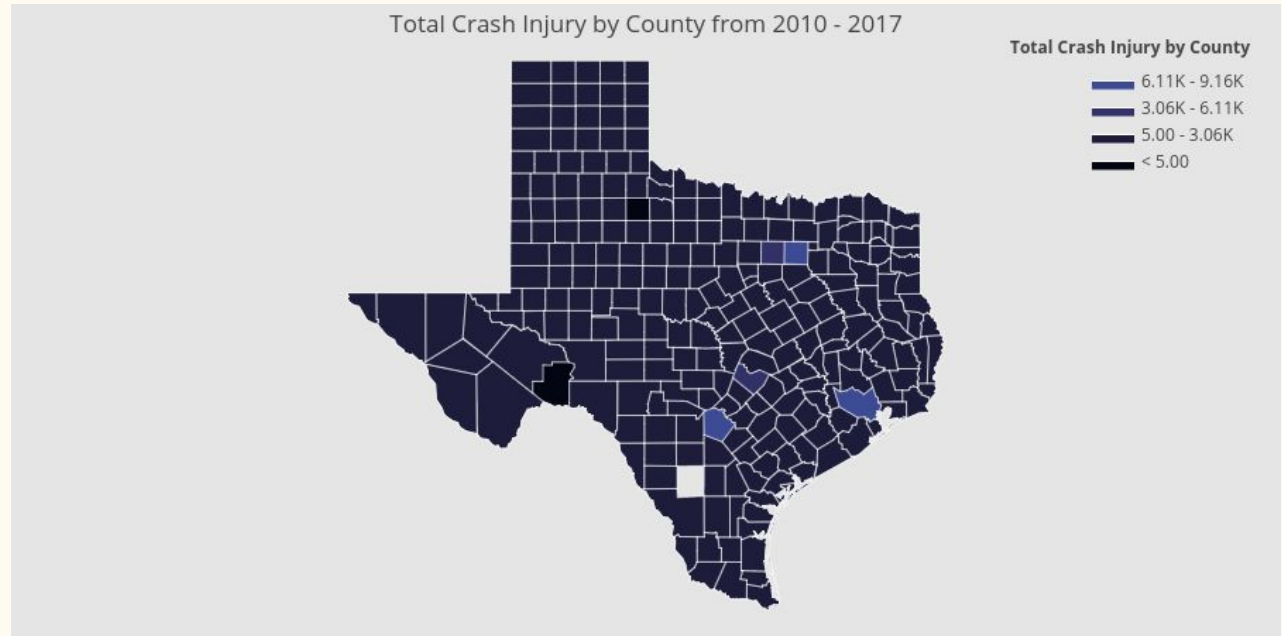 Total Crash Injury by County from 2010 - 2017
Total Crash Injury by County
6.11K - 9.16K
3.06K - 6.11K
5.00 - 3.06K
< 5.00